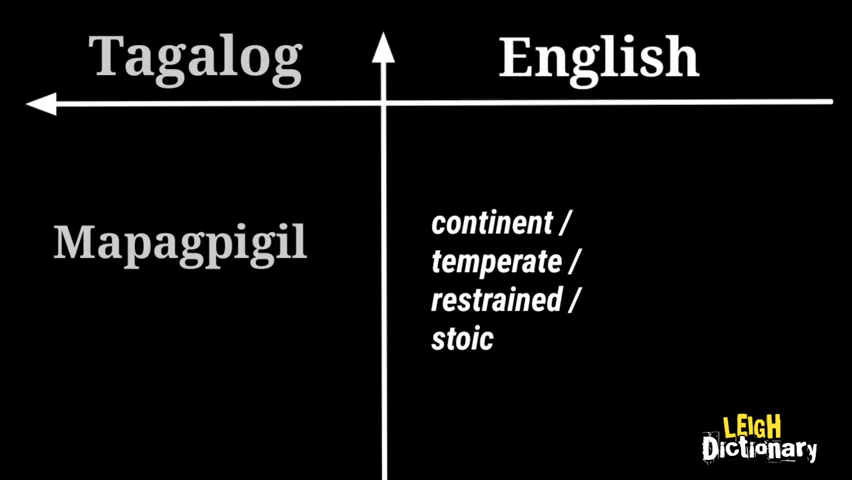 Tagalog
English
Mapagpigil
continent /
temperate /
restrained /
stoic
LEIGH
Dictionary